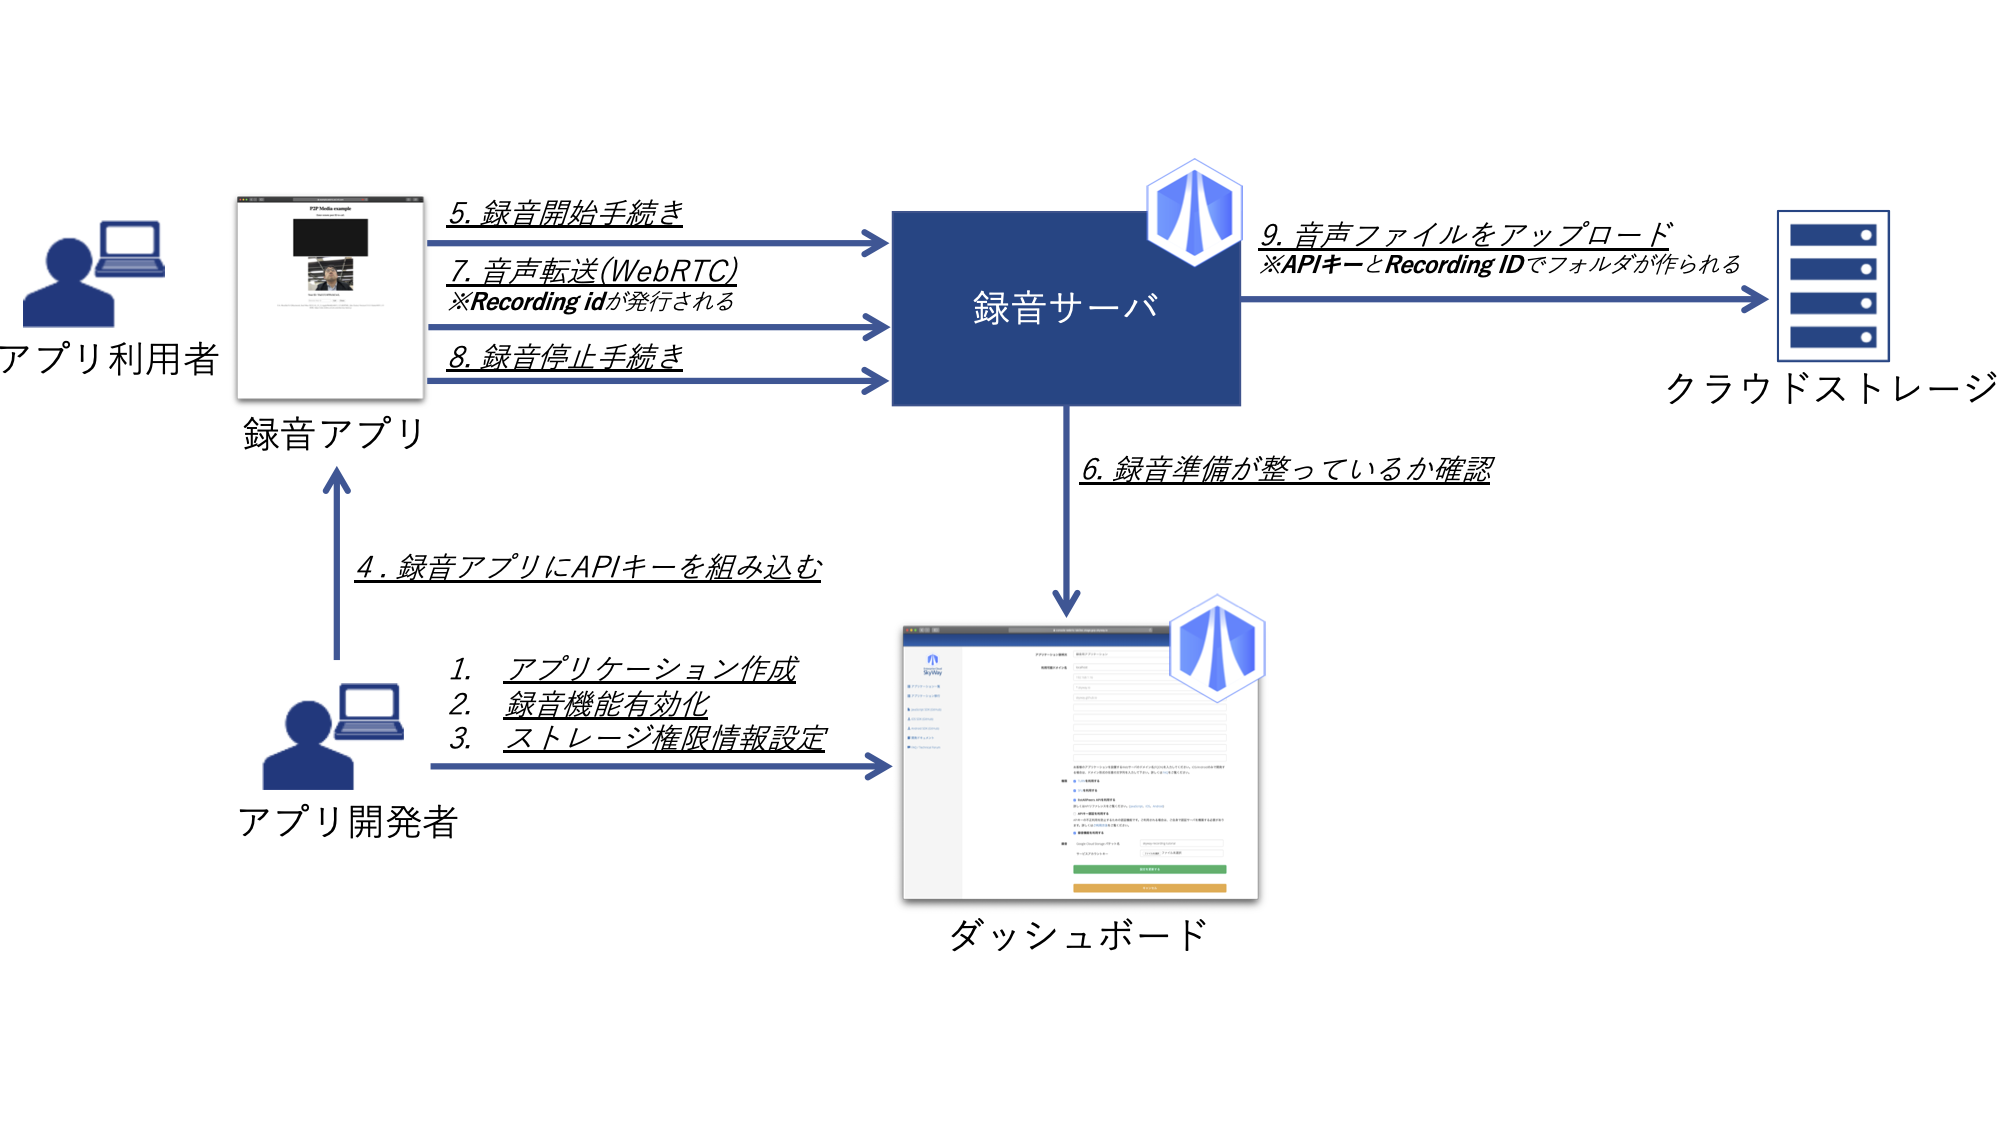 5. 録音開始手続き
7. 音声転送(WebRTC)
※Recording idが発行される
8. 録音停止手続き
録音サーバ
9. 音声ファイルをアップロード
※APIキーとRecording IDでフォルダが作られる
アプリ利用者
録音アプリ
クラウドストレージ
P2P Media example
6. 録音準備が整っているか確認
4 . 録音アプリにAPIキーを組み込む
1. アプリケーション作成
2. 録音機能有効化
3. ストレージ権限情報設定
アプリ開発者
SkyWay
ダッシュボード